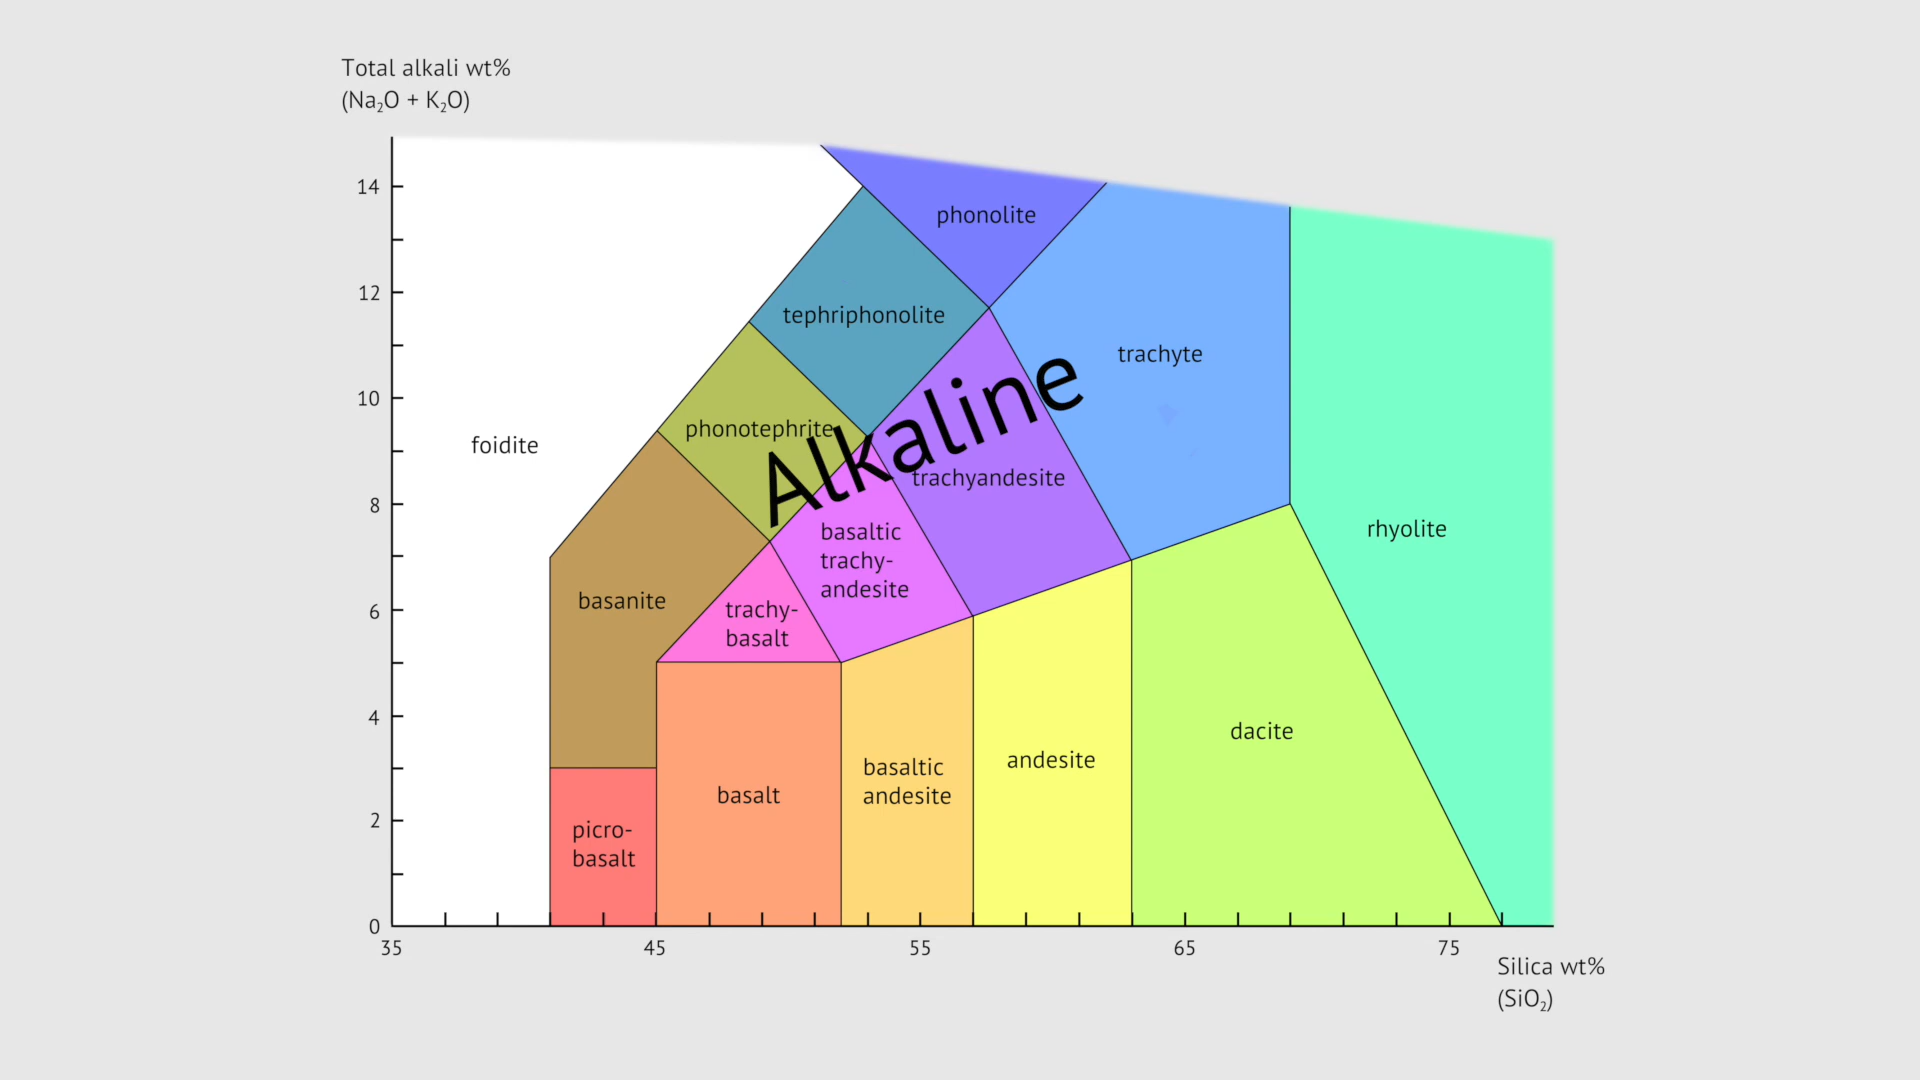 Total alkali wt%
(Na₂O + K₂O)
14
12
10
8
6
4
2
0
35
45
55
65
75
Silica wt%
(SiO₂)
foidite
phonolite
tephriphonolite
trachyte
phonotephrite
Alkaline
trachyandesite
basaltic
trachy-
andesite
rhyolite
basanite
trachy-
basalt
dacite
andesite
basaltic
andesite
basalt
picro-
basalt